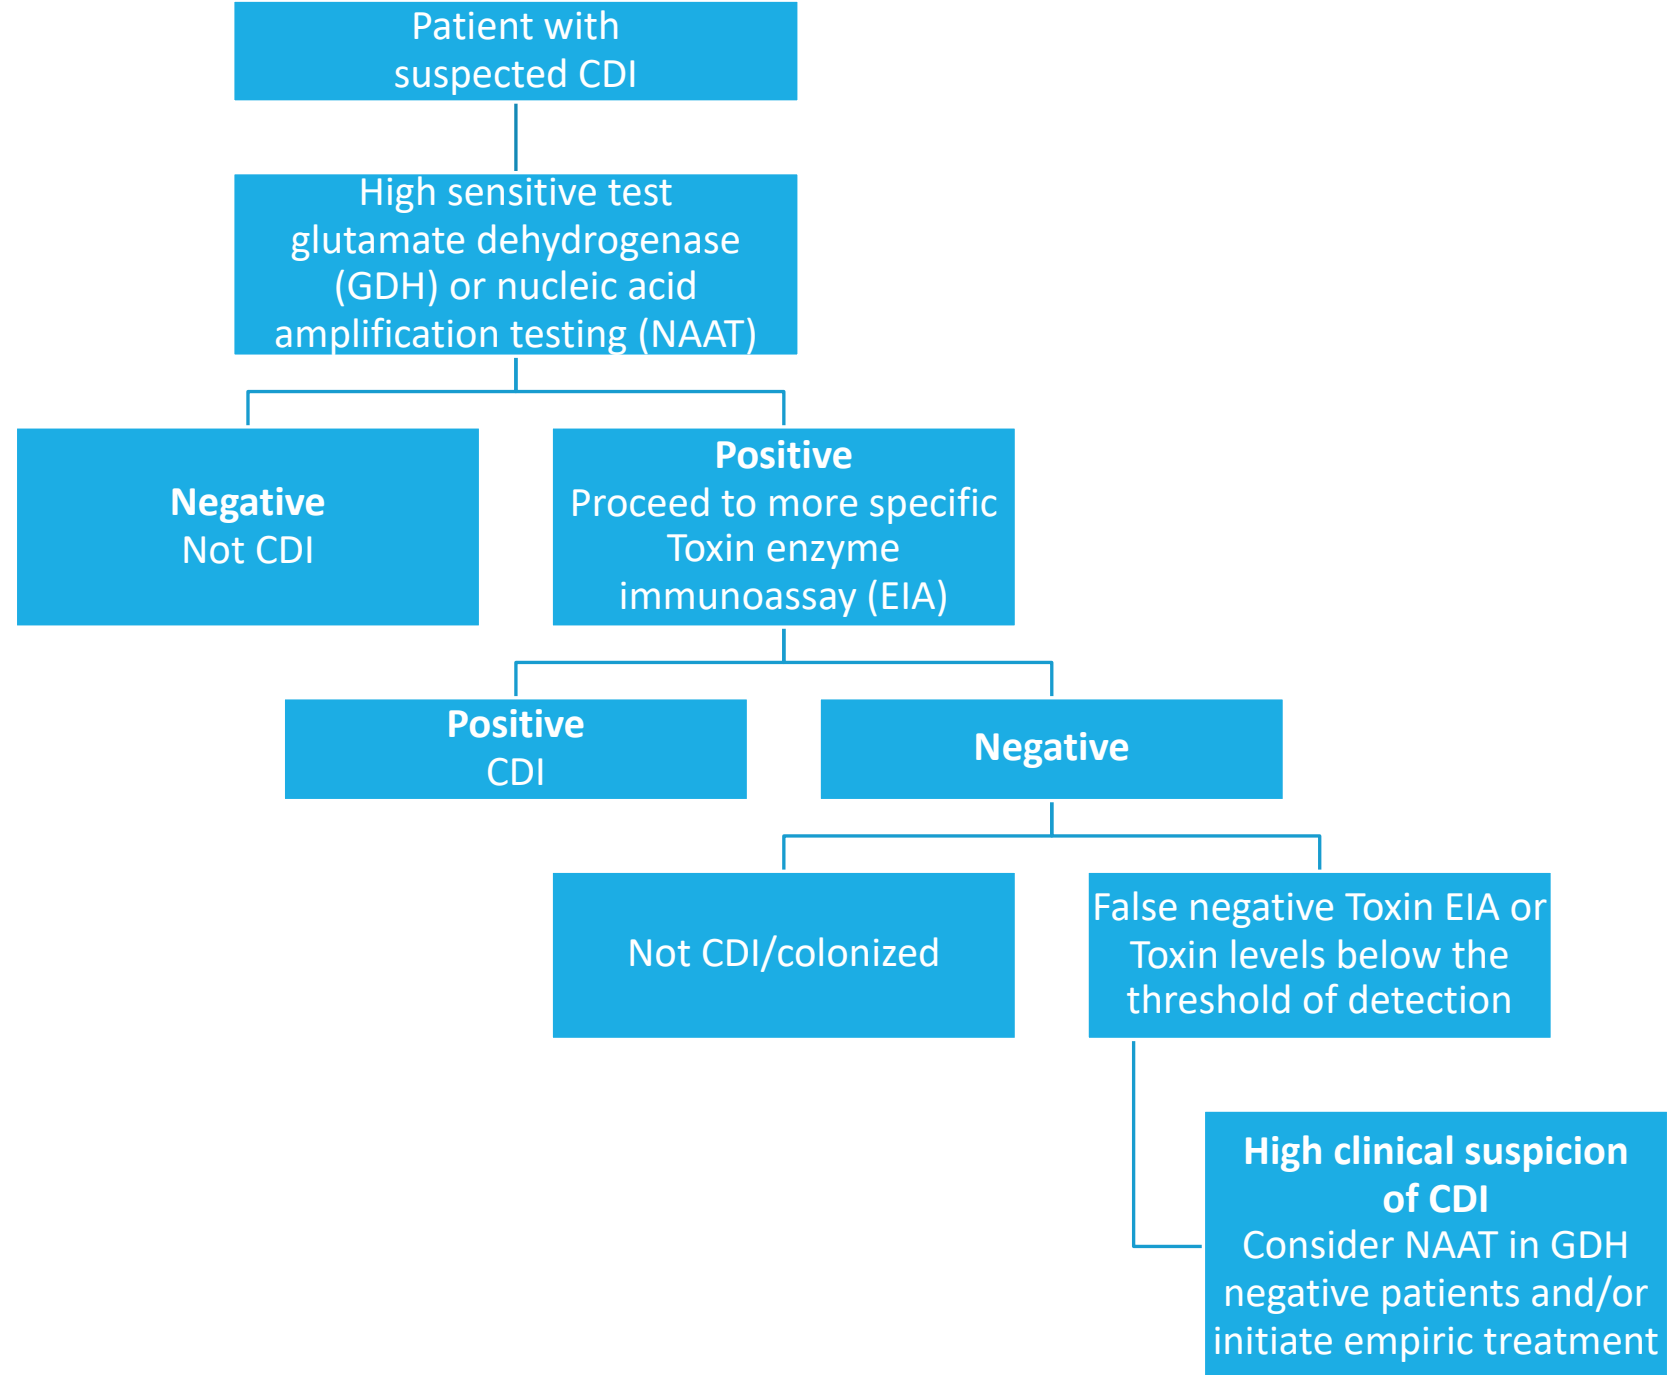 Patient with
suspected CDI
High sensitive test
glutamate dehydrogenase
(GDH) or nucleic acid
amplification testing (NAAT)
Negative
Not CDI
Positive
Proceed to more specific
Toxin enzyme
immunoassay (EIA)
Positive
CDI
Negative
Not CDI/colonized
False negative Toxin EIA or
Toxin levels below the
threshold of detection
High clinical suspicion
of CDI
Consider NAAT in GDH
negative patients and/or
initiate empiric treatment